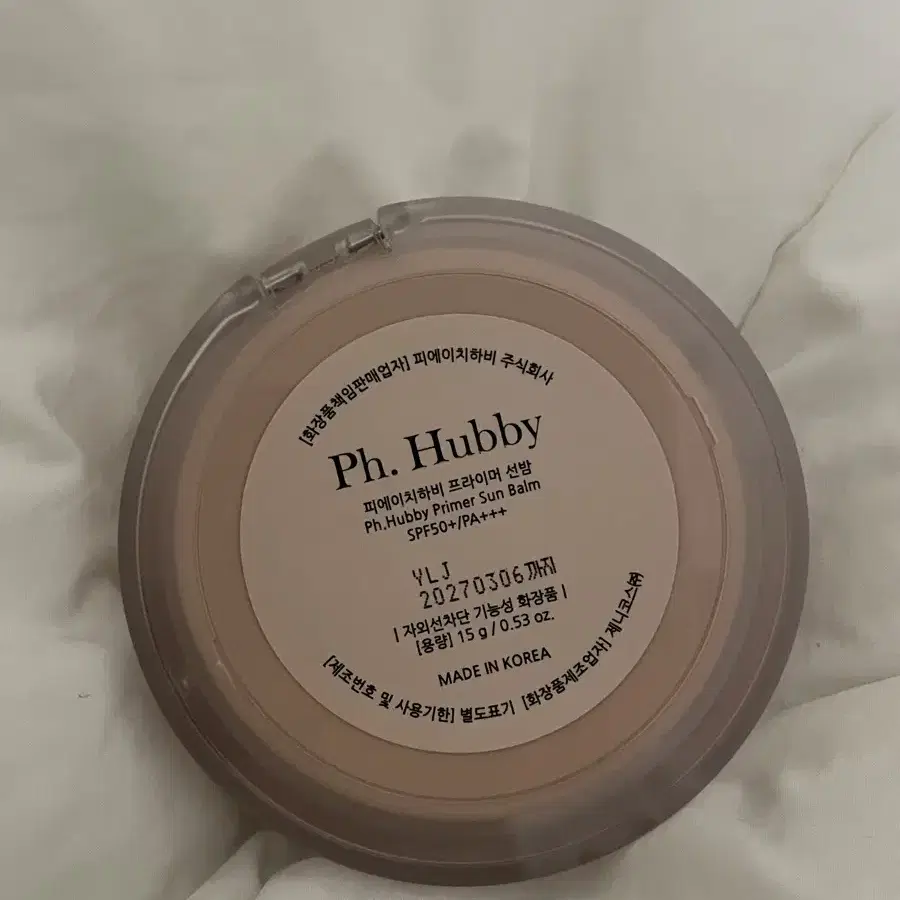 [화장품책임판매업자] 피에이치하비 주식회사
Ph. Hubby
피에이치하비 프라이머 선밤
Ph.Hubby Primer Sun Balm
SPF50+/PA+++
YLJ
20270306까지
| 자외선차단 기능성 화장품 |
[용량] 15 g / 0.53 oz.
MADE IN KOREA
[제조번호 및 사용기한] 별도표기 [화장품제조업자] 제니코스㈜